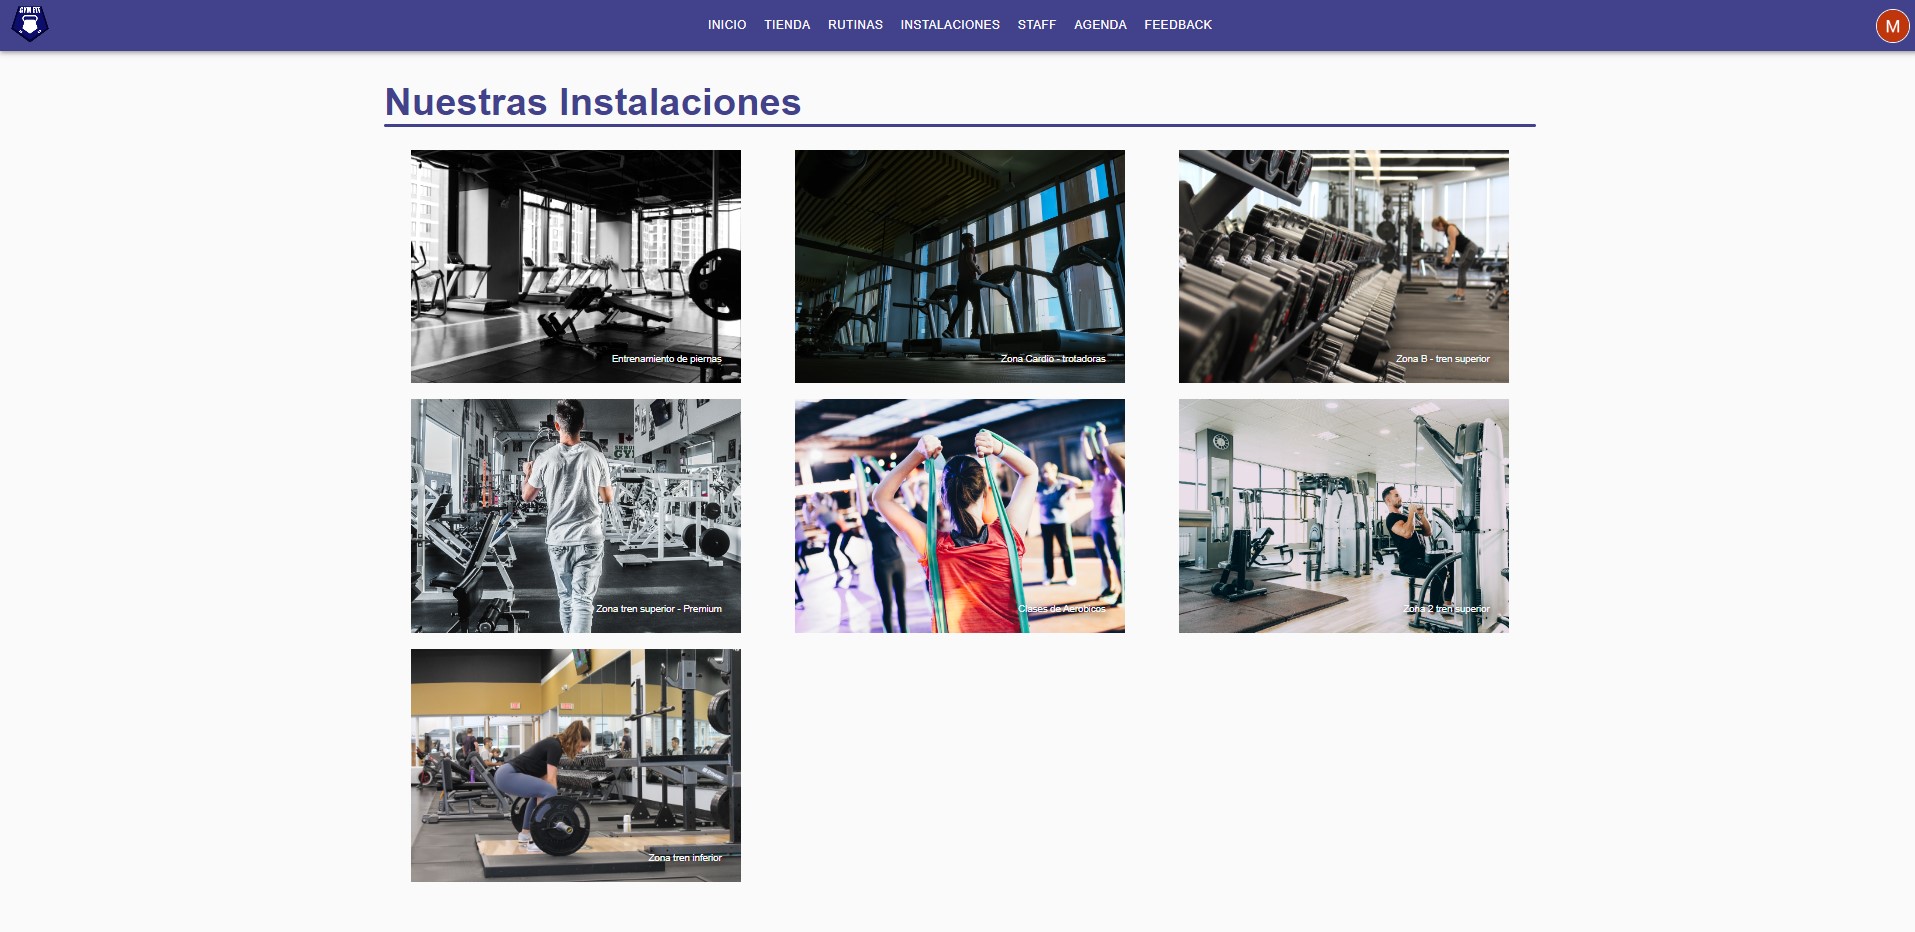 GYM FIT
INICIO TIENDA RUTINAS INSTALACIONES STAFF AGENDA FEEDBACK
M
Nuestras Instalaciones
Entrenamiento de piernas
Zona Cardio - trotadoras
Zona B - tren superior
Zona tren superior - Premium
Clases de Aerobicos
Zona 2 tren superior
Zona tren inferior